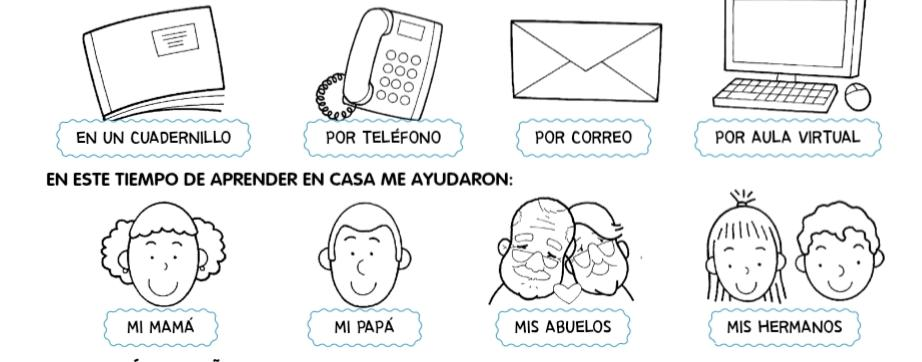 EN UN CUADERNILLO
POR TELÉFONO
POR CORREO
POR AULA VIRTUAL
EN ESTE TIEMPO DE APRENDER EN CASA ME AYUDARON:
MI MAMÁ
MI PAPÁ
MIS ABUELOS
MIS HERMANOS